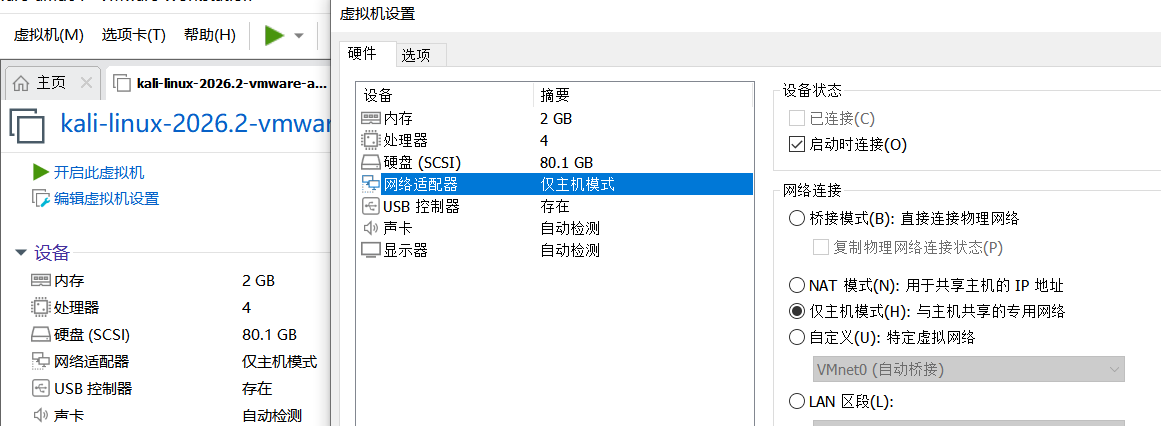 虚拟机(M) 选项卡(T) 帮助(H)
主页 kali-linux-2026.2-vmware-a...
kali-linux-2026.2-vmwar
开启此虚拟机
编辑虚拟机设置
设备
内存 2 GB
处理器 4
硬盘 (SCSI) 80.1 GB
网络适配器 仅主机模式
USB 控制器 存在
声卡 自动检测
虚拟机设置
硬件 选项
设备 摘要
内存 2 GB
处理器 4
硬盘 (SCSI) 80.1 GB
网络适配器 仅主机模式
USB 控制器 存在
声卡 自动检测
显示器 自动检测
设备状态
已连接(C)
启动时连接(O)
网络连接
桥接模式(B): 直接连接物理网络
复制物理网络连接状态(P)
NAT 模式(N): 用于共享主机的 IP 地址
仅主机模式(H): 与主机共享的专用网络
自定义(U): 特定虚拟网络
VMnet0 (自动桥接)
LAN 区段(L):